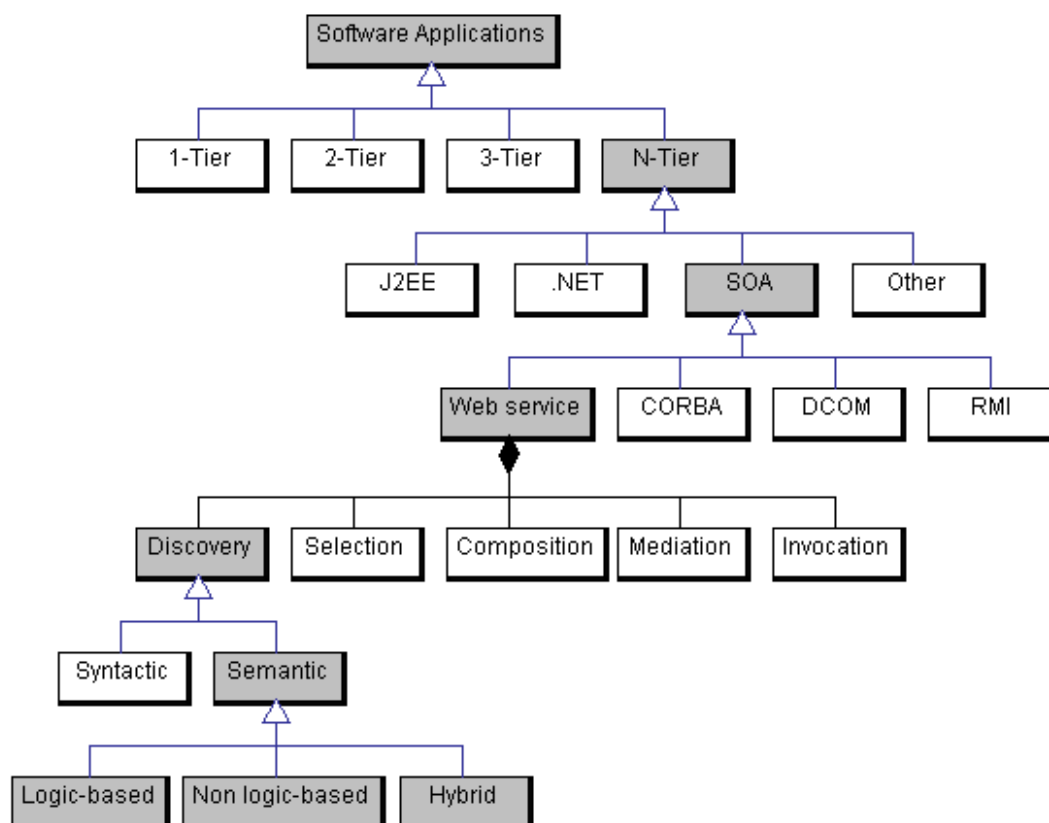 Software Applications
1-Tier
2-Tier
3-Tier
N-Tier
J2EE
.NET
SOA
Other
Web service
CORBA
DCOM
RMI
Discovery
Selection
Composition
Mediation
Invocation
Syntactic
Semantic
Logic-based
Non logic-based
Hybrid